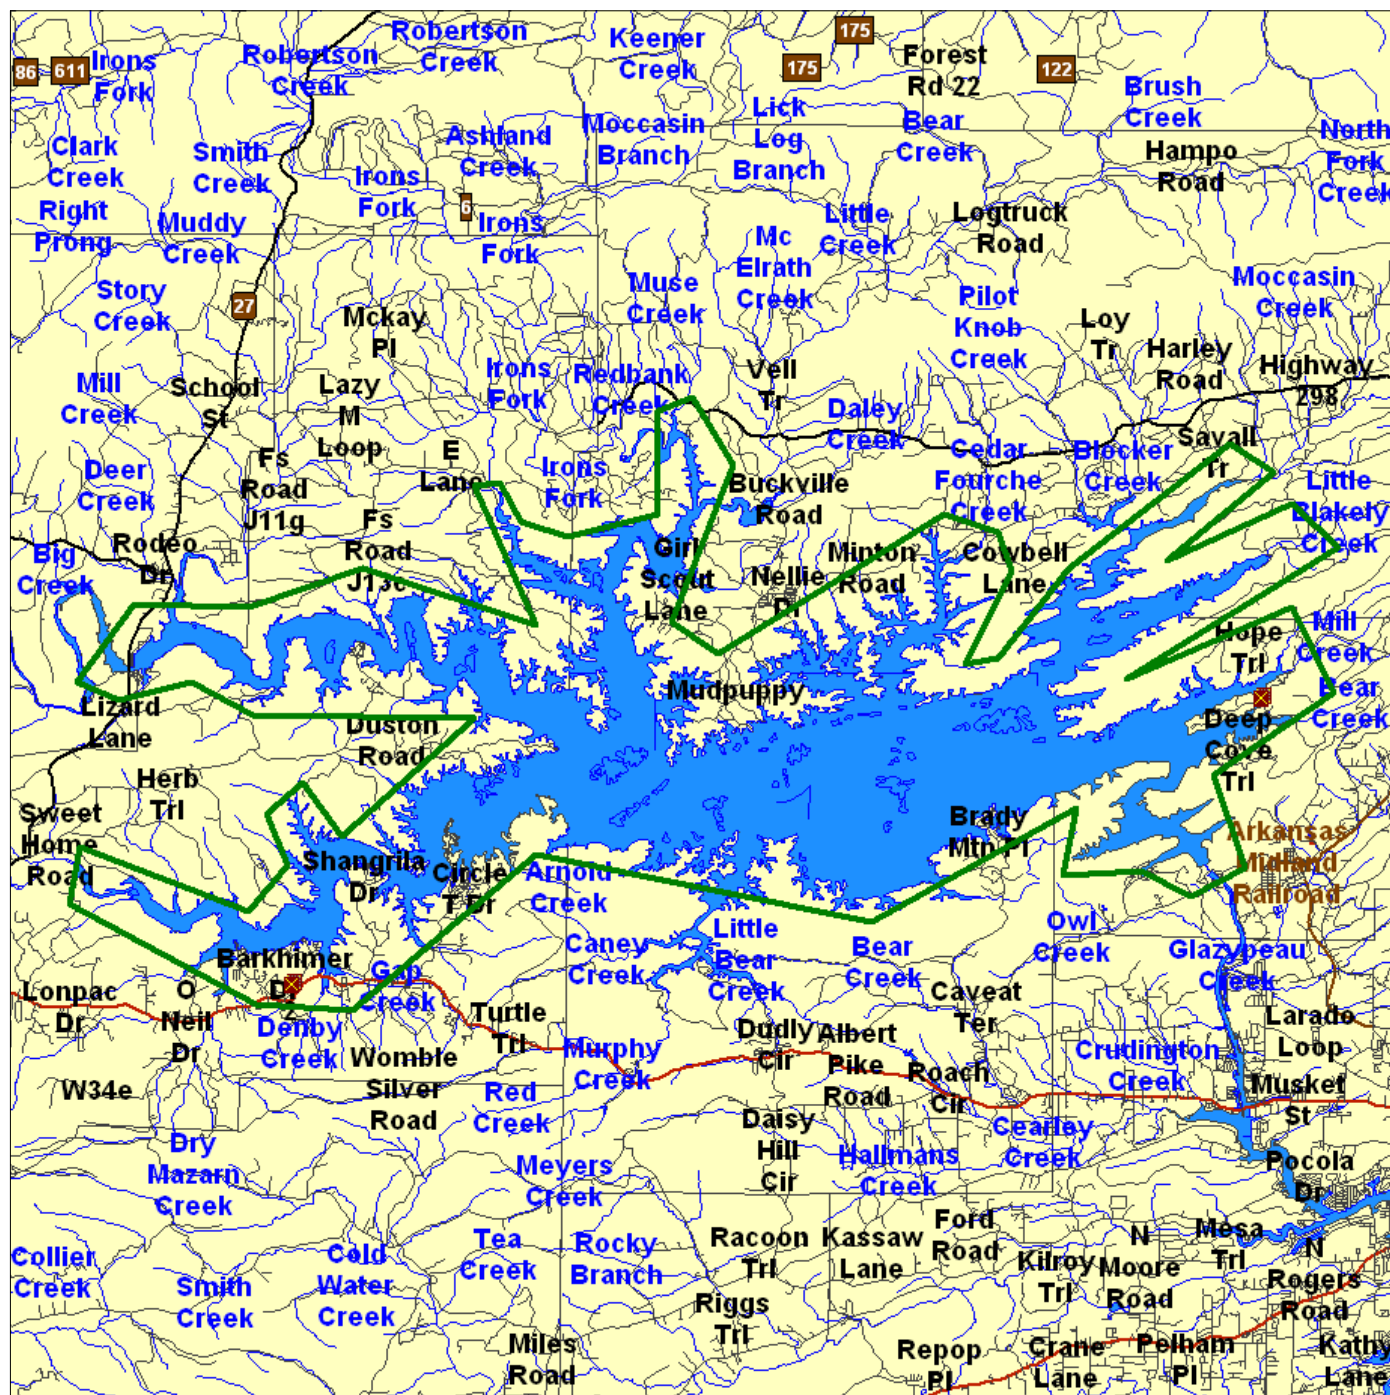 Robertson
Creek
Keener
Creek
175
Forest
Rd 22
175
122
86
611
Irons
Fork
Robertson
Creek
Brush
Creek
Lick
Log
Branch
Bear
Creek
Moccasin
Branch
Ashland
Creek
Clark
Creek
Smith
Creek
Irons
Fork
North
Fork
Creek
Hampo
Road
Right
Prong
Muddy
Creek
6
Irons
Fork
Little
Creek
Logtruck
Road
Mc
Elrath
Creek
Muse
Creek
Moccasin
Creek
Story
Creek
27
Mckay
Pl
Pilot
Knob
Creek
Loy
Tr
Harley
Road
Highway
298
Mill
Creek
School
St
Lazy
M
Loop
Irons
Fork
Redbank
Creek
Vell
Tr
Daley
Creek
Cedar
Fourche
Creek
Blocker
Creek
Savall
Tr
Deer
Creek
Fs
Road
J11g
E
Lane
Irons
Fork
Buckville
Road
Little
Blakely
Creek
Big
Creek
Rodeo
Dr
Fs
Road
J13c
Girl
Scout
Lane
Nellie
Dr
Minton
Road
Cowbell
Lane
Hope
Trl
Mill
Creek
Bear
Creek
Lizard
Lane
Duston
Road
Mudpuppy
Deep
Cove
Trl
Herb
Trl
Sweet
Home
Road
Shangrila
Dr
Circle
T Dr
Arnold
Creek
Brady
Mtn Pl
Arkansas
Midland
Railroad
Barkhimer
Dr
Gap
Creek
Caney
Creek
Little
Bear
Creek
Bear
Creek
Owl
Creek
Glazypeau
Creek
Lonpac
Dr
O
Neil
Dr
Denby
Creek
Turtle
Trl
Caveat
Ter
Larado
Loop
W34e
Womble
Silver
Road
Murphy
Creek
Red
Creek
Dudly
Cir
Albert
Pike
Road
Roach
Cir
Crudington
Creek
Musket
St
Dry
Mazarn
Creek
Daisy
Hill
Cir
Hallmans
Creek
Cearley
Creek
Meyers
Creek
Pocola
Dr
Collier
Creek
Smith
Creek
Cold
Water
Creek
Tea
Creek
Rocky
Branch
Racoon
Trl
Kassaw
Lane
Ford
Road
Kilroy
Trl
N
Moore
Road
Mesa
Trl
N
Rogers
Road
Riggs
Trl
Miles
Road
Repop
Pl
Crane
Lane
Pelham
Pl
Kathy
Lane